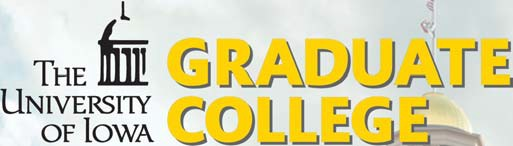 THE
UNIVERSITY
OF IOWA
GRADUATE
COLLEGE